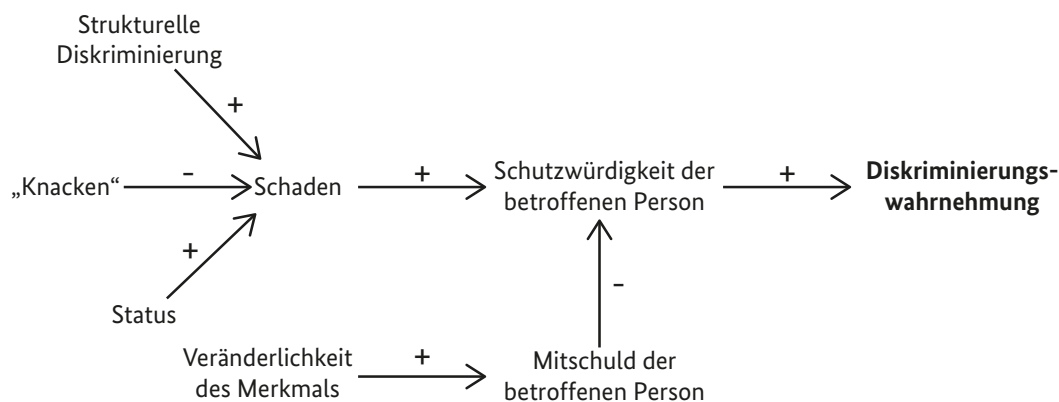 Strukturelle
Diskriminierung
+
„Knacken“
-
Schaden
+
Schutzwürdigkeit der
betroffenen Person
+
Diskriminierungs-
wahrnehmung
+
-
Status
Veränderlichkeit
des Merkmals
+
Mitschuld der
betroffenen Person